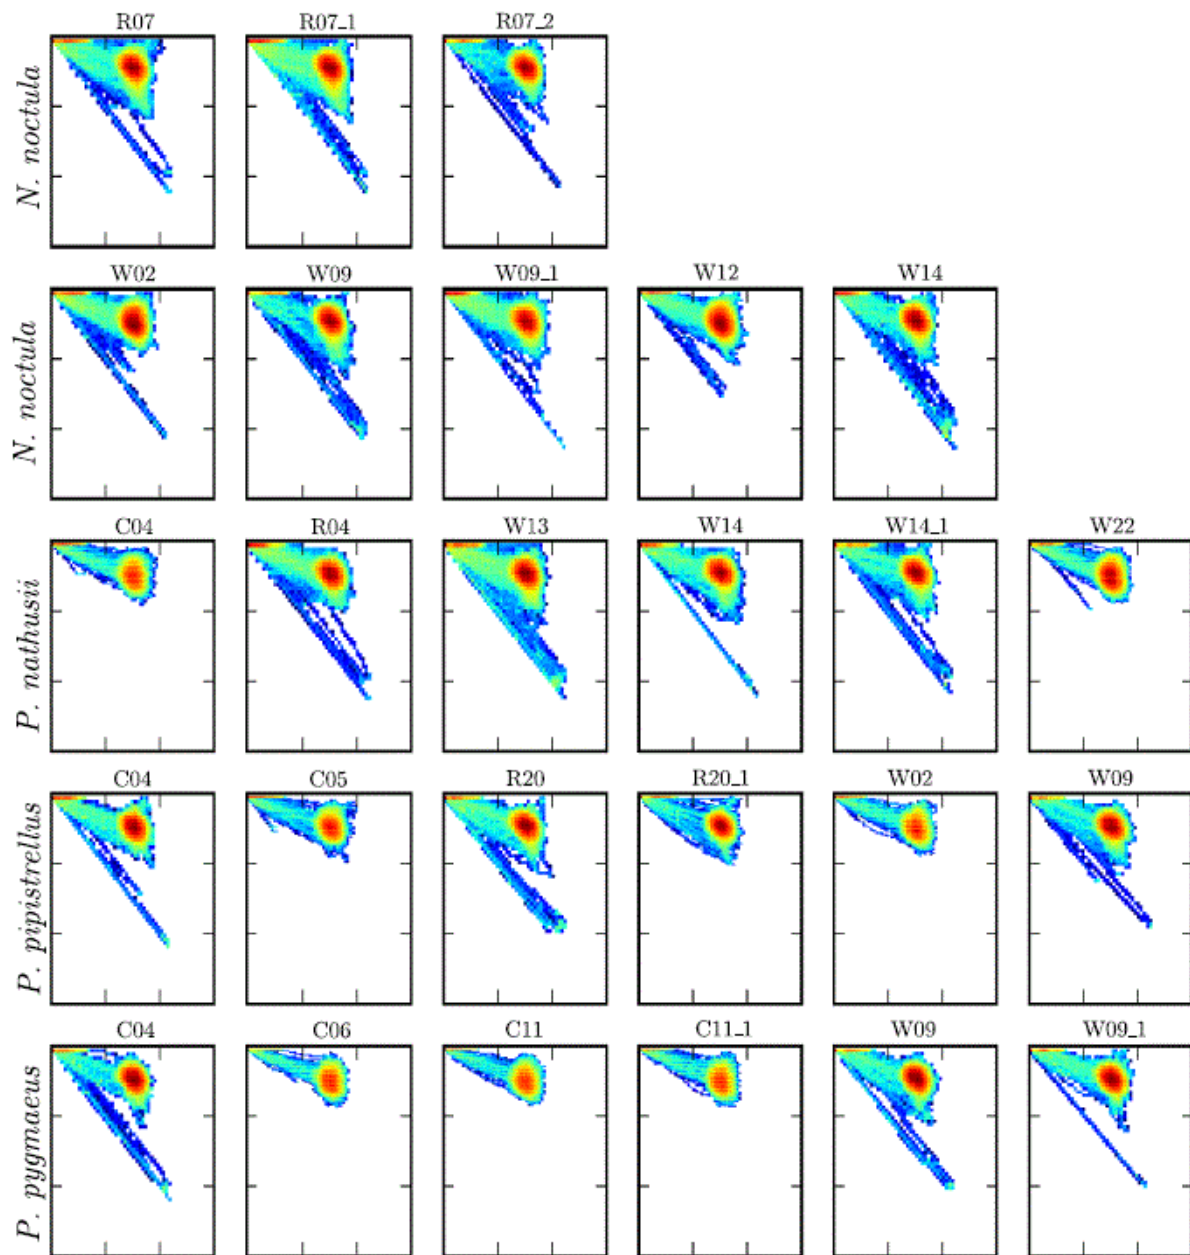 R07 R07_1 R07_2
N. noctula
W02 W09 W09_1 W12 W14
N. noctula
C04 R04 W13 W14 W14_1 W22
P. nathusii
C04 C05 R20 R20_1 W02 W09
P. pipistrellus
C04 C06 C11 C11_1 W09 W09_1
P. pygmaeus